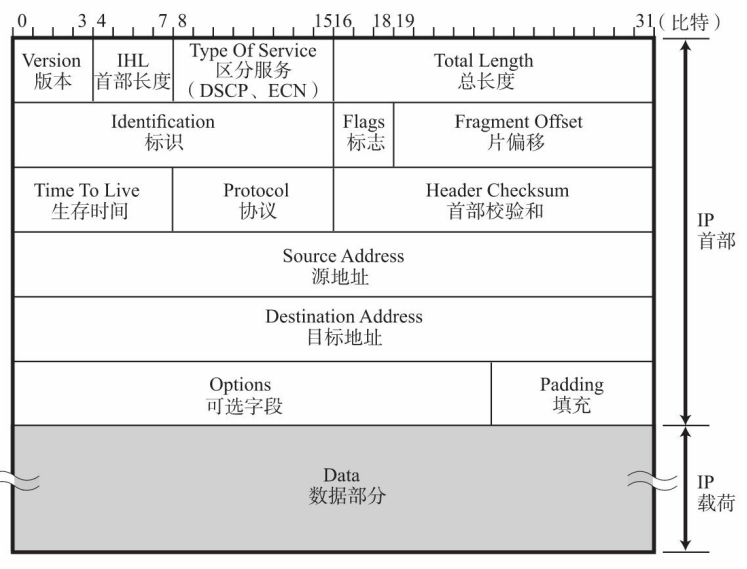 0 3 4 7 8 1516 1819 31(比特)
Version
版本
IHL
首部长度
Type Of Service
区分服务
(DSCP、ECN)
Total Length
总长度
Identification
标识
Flags
标志
Fragment Offset
片偏移
Time To Live
生存时间
Protocol
协议
Header Checksum
首部校验和
Source Address
源地址
Destination Address
目标地址
Options
可选字段
Padding
填充
IP
首部
Data
数据部分
IP
载荷